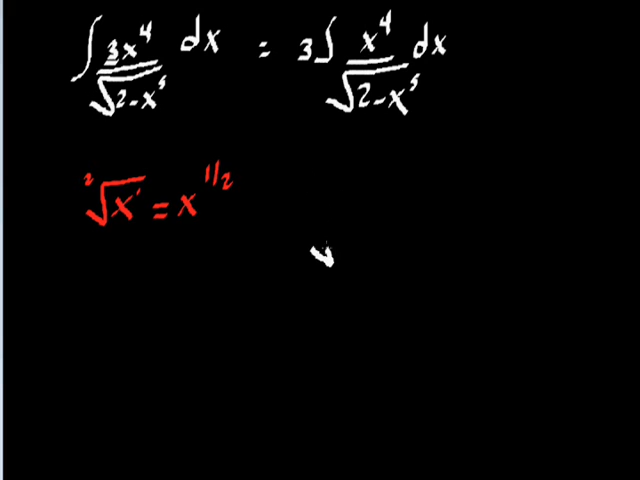 ∫ 3x⁴/√(2-x⁵) dx = 3∫ x⁴/√(2-x⁵) dx
²√x¹ = x^1/2